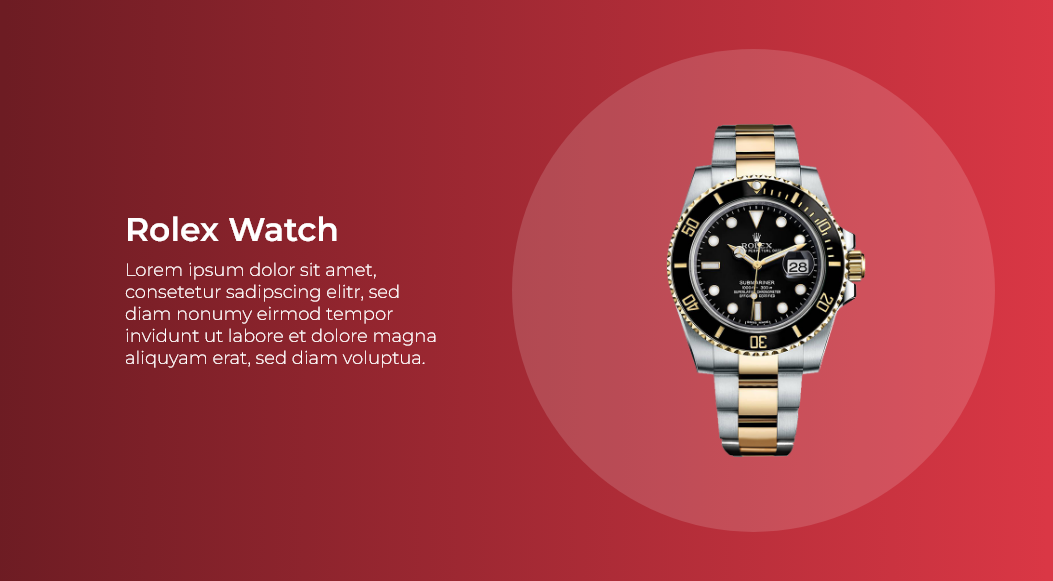 Rolex Watch
Lorem ipsum dolor sit amet,
consetetur sadipscing elitr, sed
diam nonumy eirmod tempor
invidunt ut labore et dolore magna
aliquyam erat, sed diam voluptua.
10
20
30
40
50
ROLEX
28
SUBMARINER